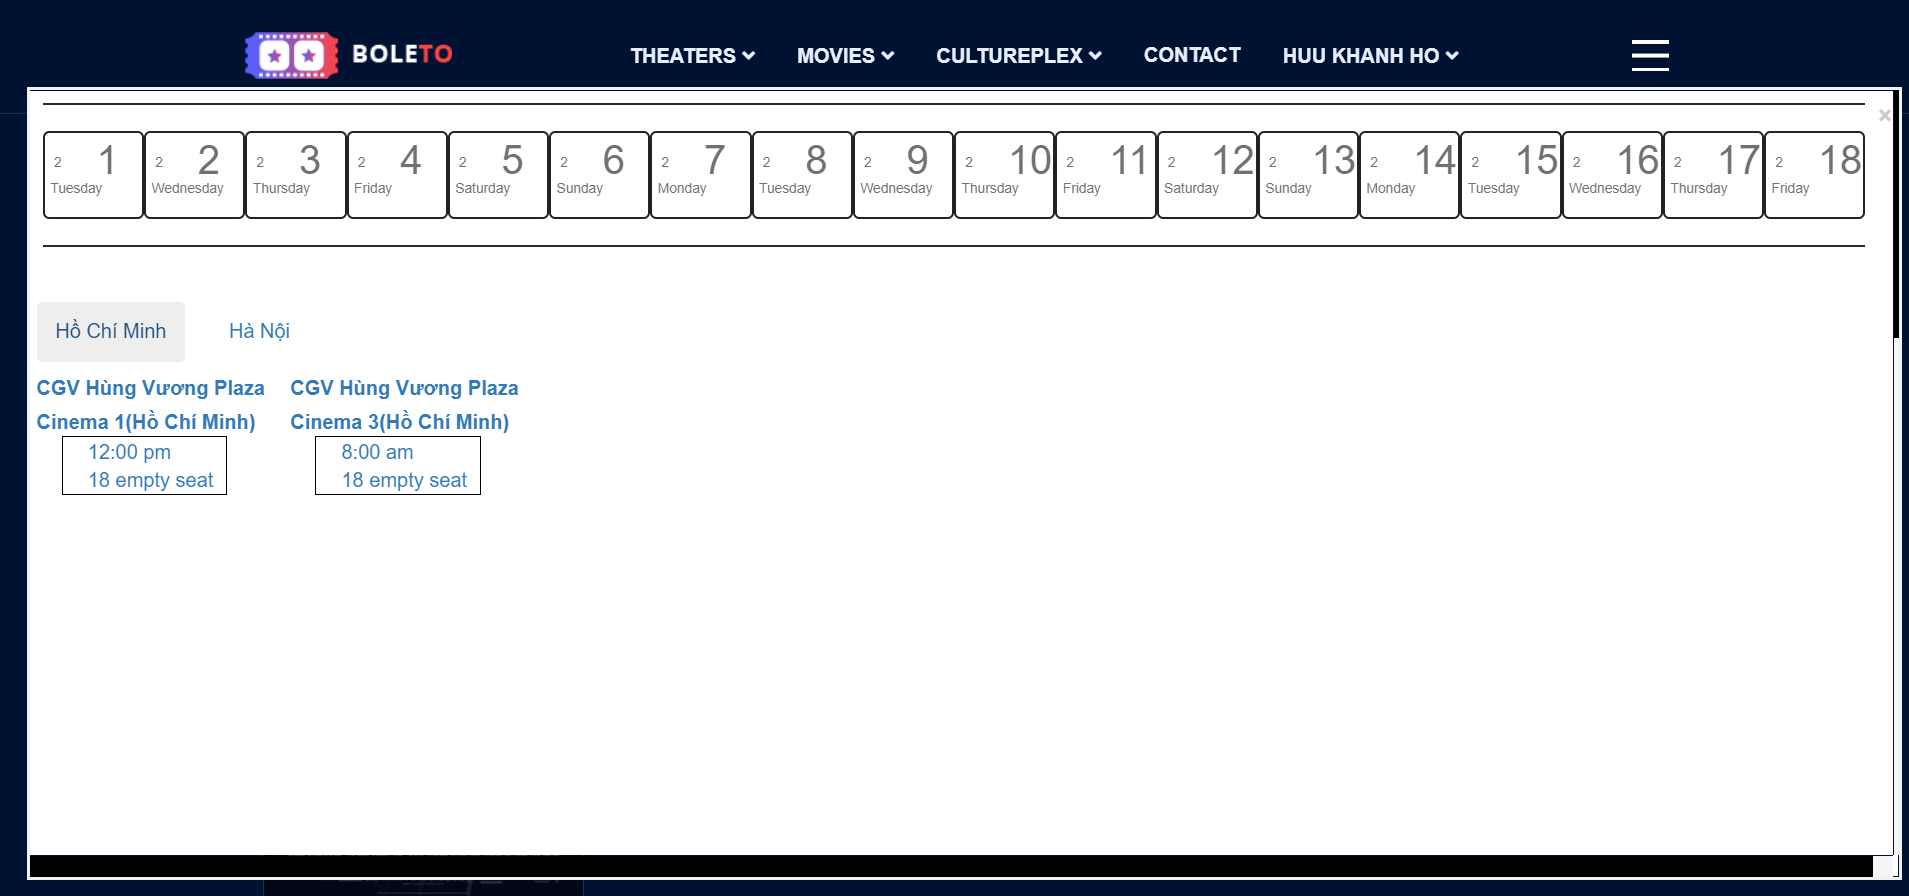 BOLETO THEATERS MOVIES CULTUREPLEX CONTACT HUU KHANH HO
×
2 1 2 2 2 3 2 4 2 5 2 6 2 7 2 8 2 9 2 10 2 11 2 12 2 13 2 14 2 15 2 16 2 17 2 18
Tuesday Wednesday Thursday Friday Saturday Sunday Monday Tuesday Wednesday Thursday Friday Saturday Sunday Monday Tuesday Wednesday Thursday Friday
Hồ Chí Minh Hà Nội
CGV Hùng Vương Plaza CGV Hùng Vương Plaza
Cinema 1(Hồ Chí Minh) Cinema 3(Hồ Chí Minh)
12:00 pm 8:00 am
18 empty seat 18 empty seat